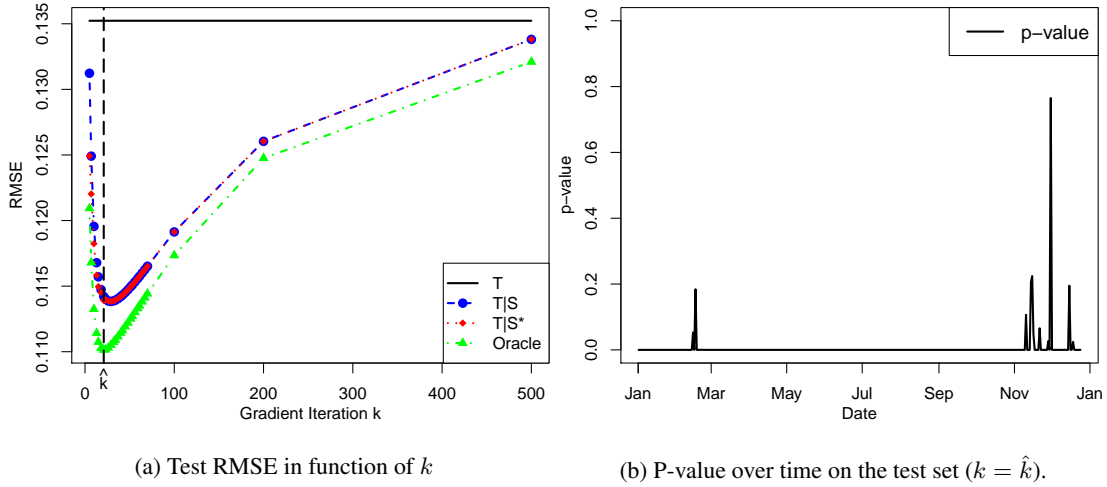 0.135
0.130
0.125
0.120
0.115
0.110
RMSE
0
100
200
300
400
500
k̂
Gradient Iteration k
T
T|S
T|S*
Oracle
(a) Test RMSE in function of k
1.0
0.8
0.6
0.4
0.2
0.0
p−value
p−value
Jan
Mar
May
Jul
Sep
Nov
Jan
Date
(b) P-value over time on the test set (k = k̂).